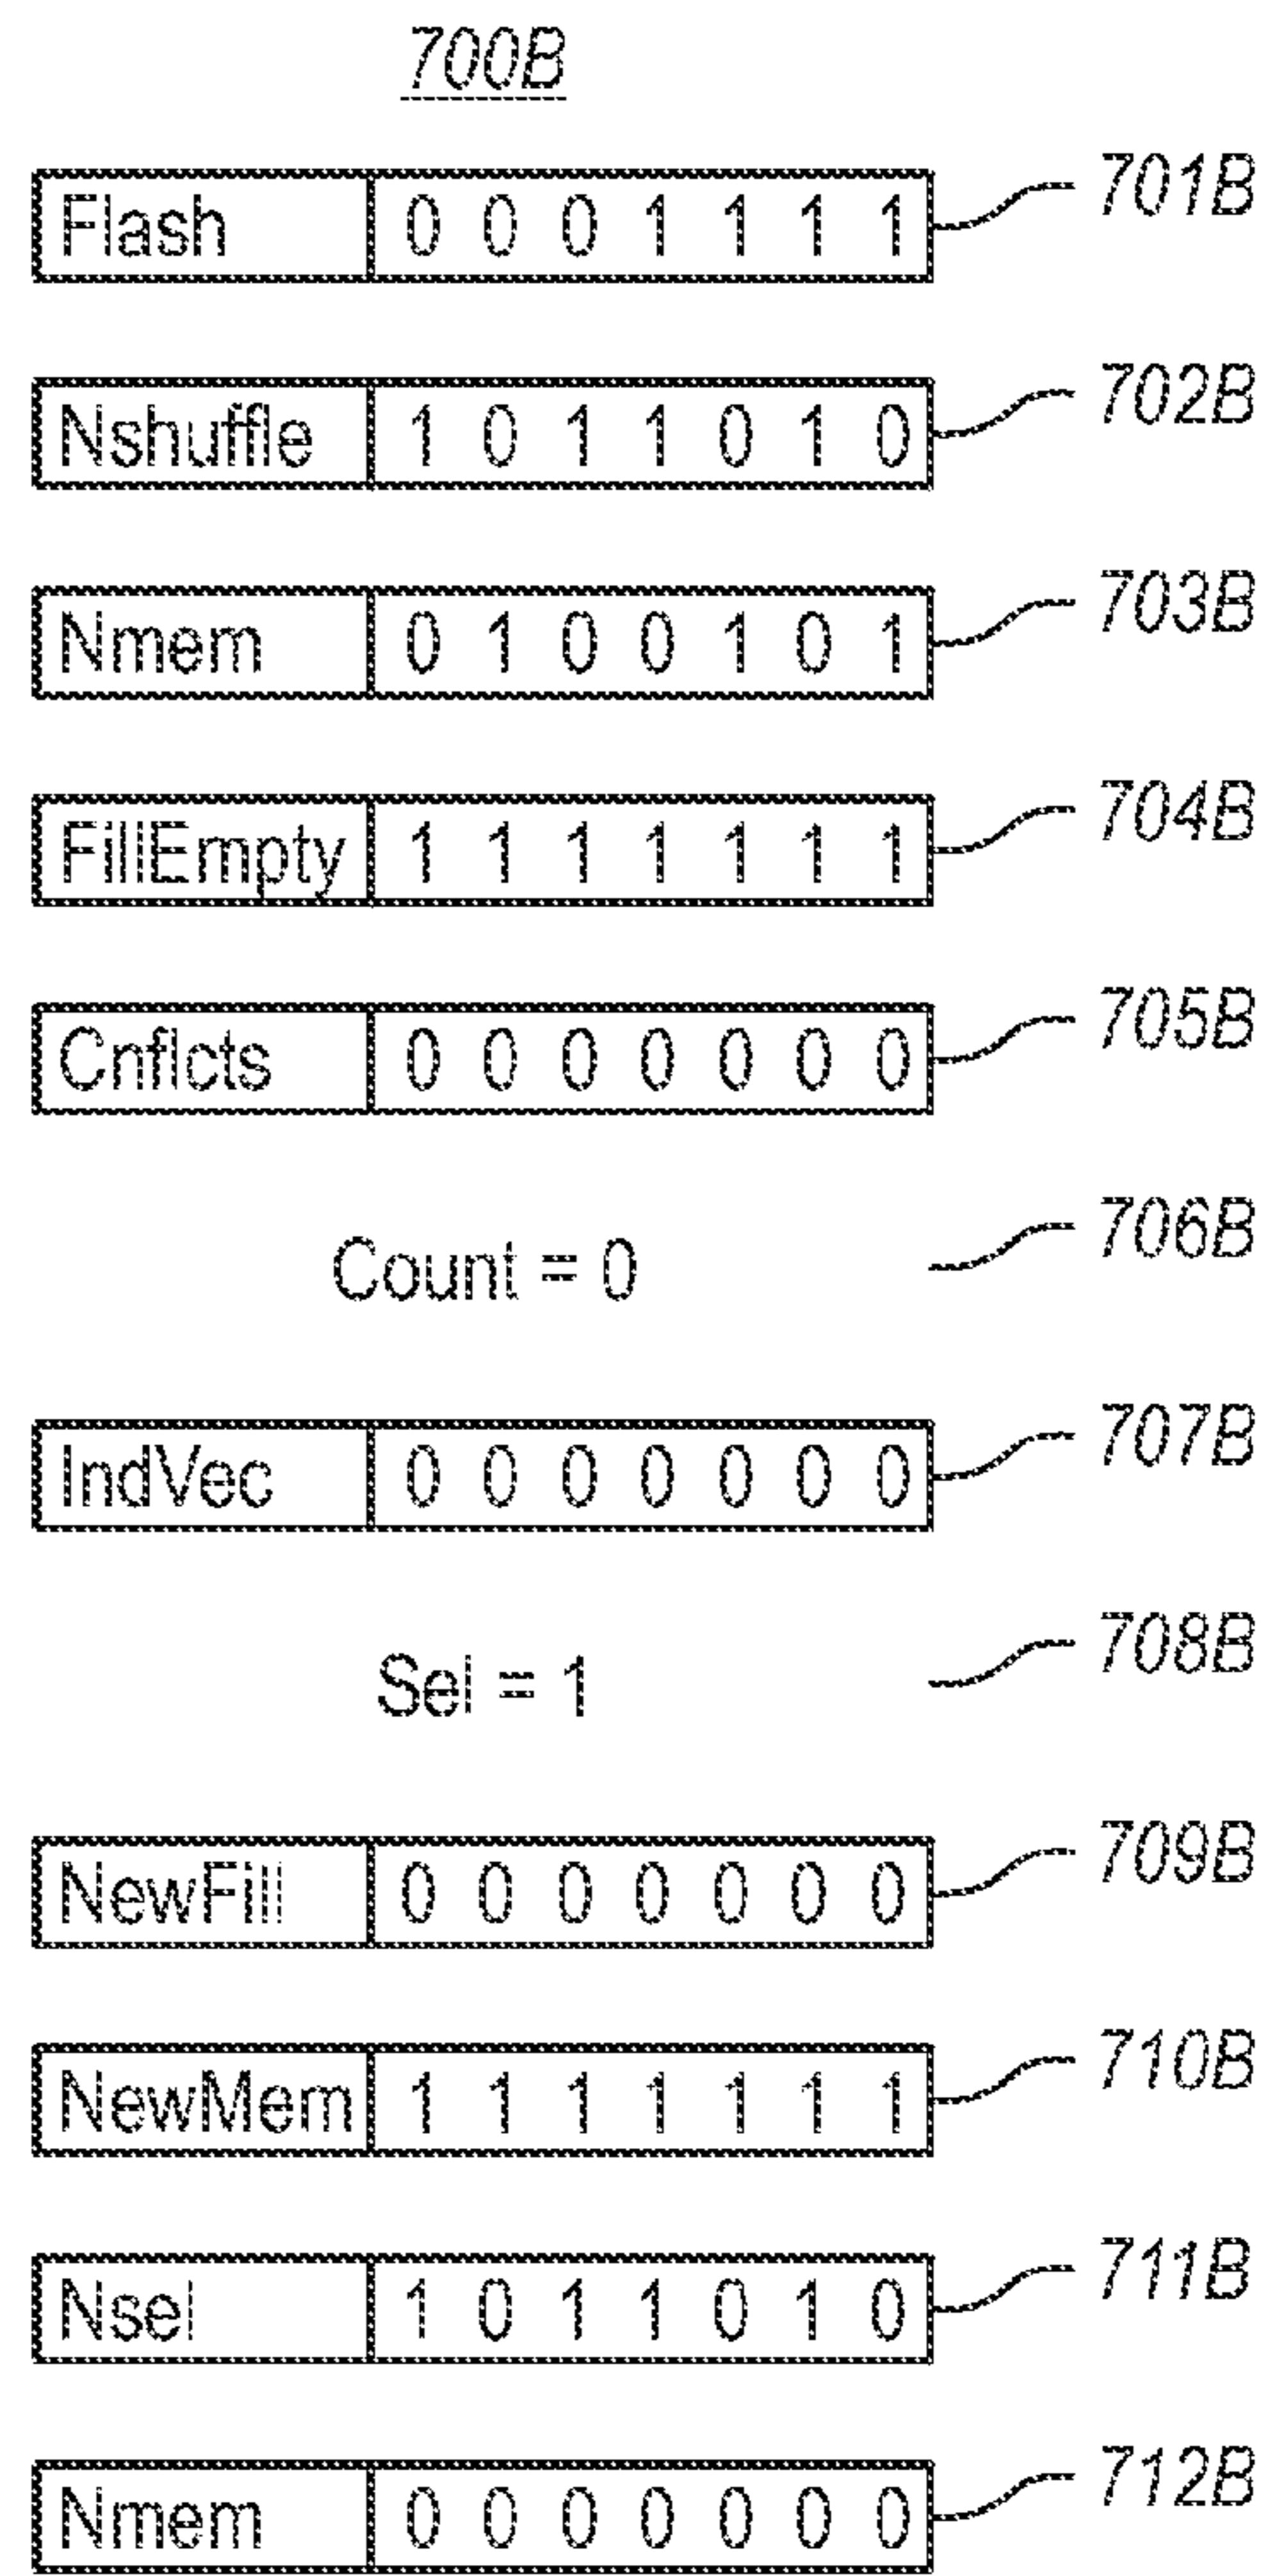 700B
Flash 0 0 0 1 1 1 1 701B
Nshuffle 1 0 1 1 0 1 0 702B
Nmem 0 1 0 0 1 0 1 703B
FillEmpty 1 1 1 1 1 1 1 704B
Cnflcts 0 0 0 0 0 0 0 705B
Count = 0 706B
IndVec 0 0 0 0 0 0 0 707B
Sel = 1 708B
NewFill 0 0 0 0 0 0 0 709B
NewMem 1 1 1 1 1 1 1 710B
Nsel 1 0 1 1 0 1 0 711B
Nmem 0 0 0 0 0 0 0 712B